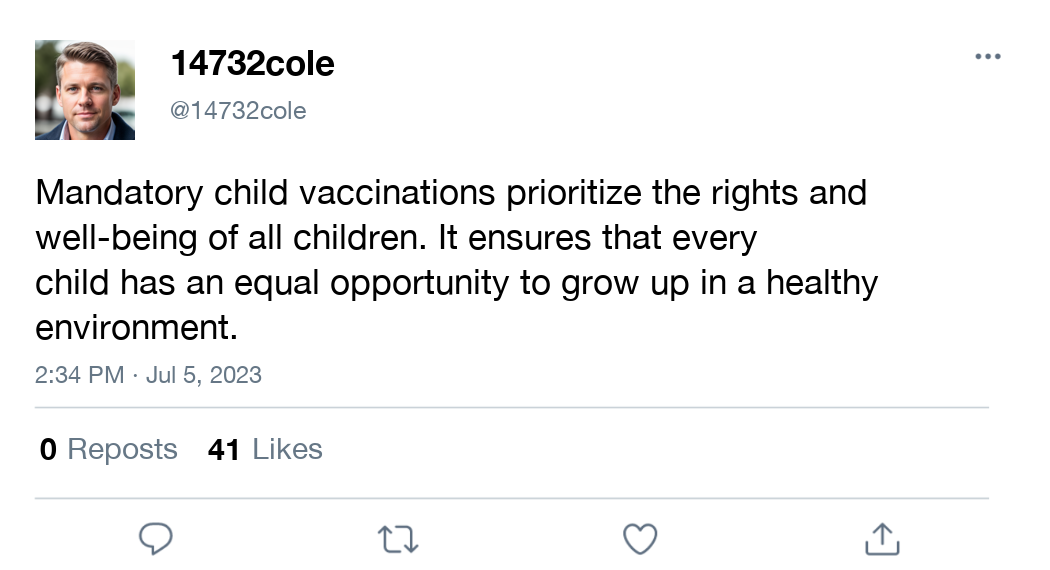 14732cole
@14732cole
Mandatory child vaccinations prioritize the rights and
well-being of all children. It ensures that every
child has an equal opportunity to grow up in a healthy
environment.
2:34 PM · Jul 5, 2023
0 Reposts 41 Likes